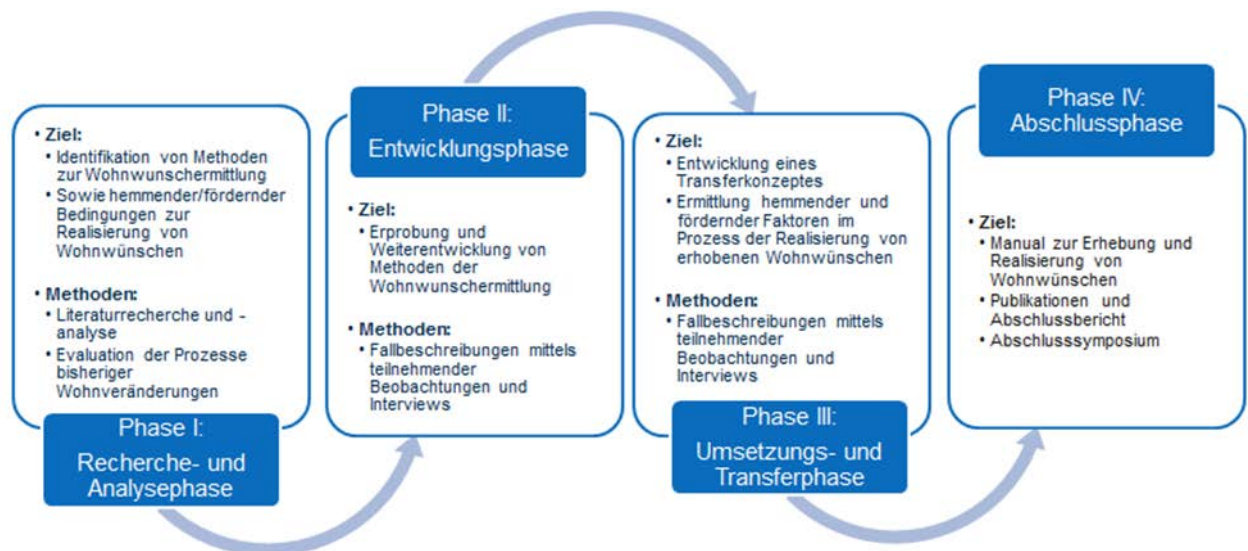 Phase I:
Recherche- und
Analysephase
• Ziel:
• Identifikation von Methoden
zur Wohnwunschermittlung
• Sowie hemmender/fördernder
Bedingungen zur
Realisierung von
Wohnwünschen
• Methoden:
• Literaturrecherche und -
analyse
• Evaluation der Prozesse
bisheriger
Wohnveränderungen
Phase II:
Entwicklungsphase
• Ziel:
• Erprobung und
Weiterentwicklung von
Methoden der
Wohnwunschermittlung
• Methoden:
• Fallbeschreibungen mittels
teilnehmender
Beobachtungen und
Interviews
Phase III:
Umsetzungs- und
Transferphase
• Ziel:
• Entwicklung eines
Transferkonzeptes
• Ermittlung hemmender und
fördernder Faktoren im
Prozess der Realisierung von
erhobenen Wohnwünschen
• Methoden:
• Fallbeschreibungen mittels
teilnehmender
Beobachtungen und
Interviews
Phase IV:
Abschlussphase
• Ziel:
• Manual zur Erhebung und
Realisierung von
Wohnwünschen
• Publikationen und
Abschlussbericht
• Abschlusssymposium